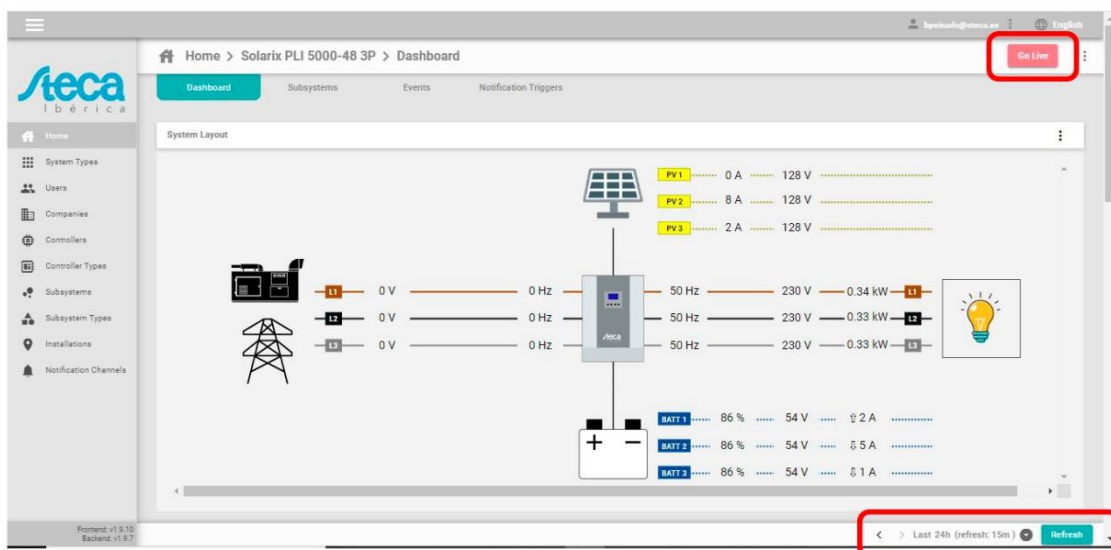 bpeinado@steca.es English
Home > Solarix PLI 5000-48 3P > Dashboard Go Live
Steca
Ibérica
Dashboard Subsystems Events Notification Triggers
Home
System Types
Users
Companies
Controllers
Controller Types
Subsystems
Subsystem Types
Installations
Notification Channels
System Layout
PV 1 0 A 128 V
PV 2 8 A 128 V
PV 3 2 A 128 V
L1 0 V 0 Hz 50 Hz 230 V 0.34 kW L1
L2 0 V 0 Hz 50 Hz 230 V 0.33 kW L2
L3 0 V 0 Hz 50 Hz 230 V 0.33 kW L3
Steca
BATT 1 86 % 54 V ⇧ 2 A
+ − BATT 2 86 % 54 V ⇩ 5 A
BATT 3 86 % 54 V ⇩ 1 A
Frontend: v1.9.10
Backend: v1.9.7
< > Last 24h (refresh: 15m ) Refresh